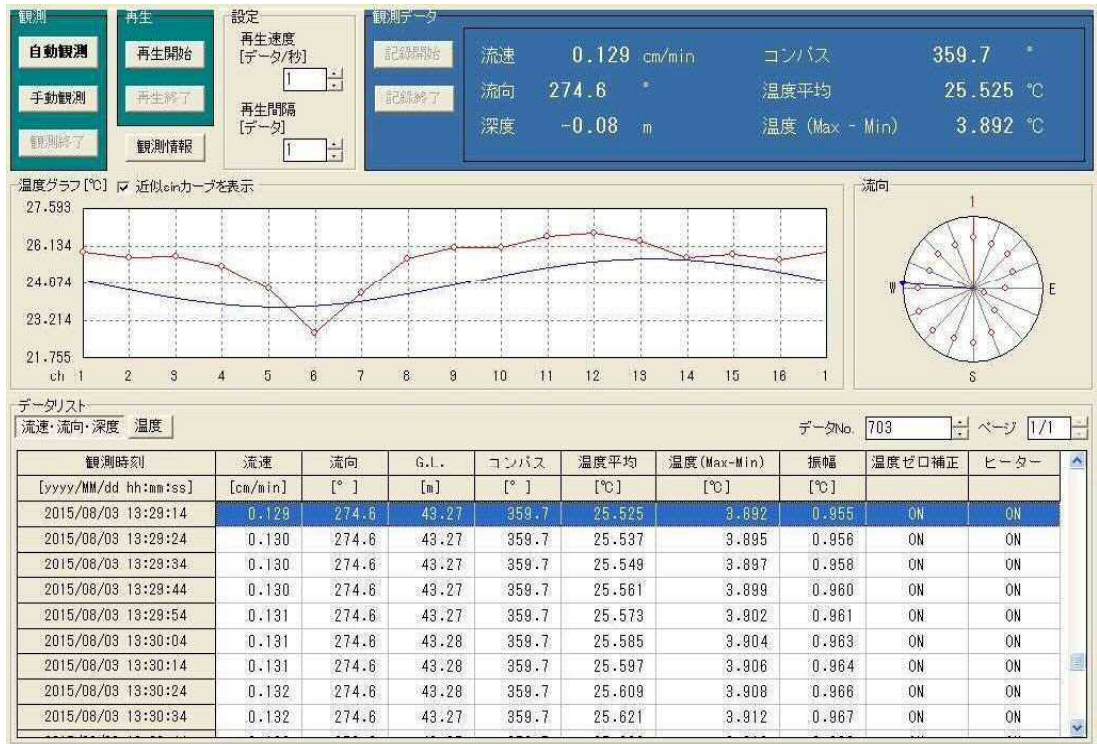 観測
自動観測
手動観測
観測終了
再生
再生開始
再生終了
観測情報
設定
再生速度
[データ/秒]
1
再生間隔
[データ]
1
観測データ
記録開始
記録終了
流速 0.129 cm/min コンパス 359.7 °
流向 274.6 ° 温度平均 25.525 ℃
深度 -0.08 m 温度 (Max - Min) 3.892 ℃
温度グラフ[℃] 近似sinカーブを表示
27.593
26.134
24.674
23.214
21.755
ch 1 2 3 4 5 6 7 8 9 10 11 12 13 14 15 16 1
流向
1
W E
S
データリスト
流速・流向・深度 温度 データNo. 703 ページ 1/1
観測時刻 流速 流向 G.L. コンパス 温度平均 温度(Max-Min) 振幅 温度ゼロ補正 ヒーター
[yyyy/MM/dd hh:mm:ss] [cm/min] [° ] [m] [° ] [℃] [℃] [℃]
2015/08/03 13:29:14 0.129 274.6 43.27 359.7 25.525 3.892 0.955 ON ON
2015/08/03 13:29:24 0.130 274.6 43.27 359.7 25.537 3.895 0.956 ON ON
2015/08/03 13:29:34 0.130 274.6 43.27 359.7 25.549 3.897 0.958 ON ON
2015/08/03 13:29:44 0.130 274.6 43.27 359.7 25.561 3.899 0.960 ON ON
2015/08/03 13:29:54 0.131 274.6 43.27 359.7 25.573 3.902 0.961 ON ON
2015/08/03 13:30:04 0.131 274.6 43.28 359.7 25.585 3.904 0.963 ON ON
2015/08/03 13:30:14 0.131 274.6 43.28 359.7 25.597 3.906 0.964 ON ON
2015/08/03 13:30:24 0.132 274.6 43.28 359.7 25.609 3.908 0.966 ON ON
2015/08/03 13:30:34 0.132 274.6 43.27 359.7 25.621 3.912 0.967 ON ON